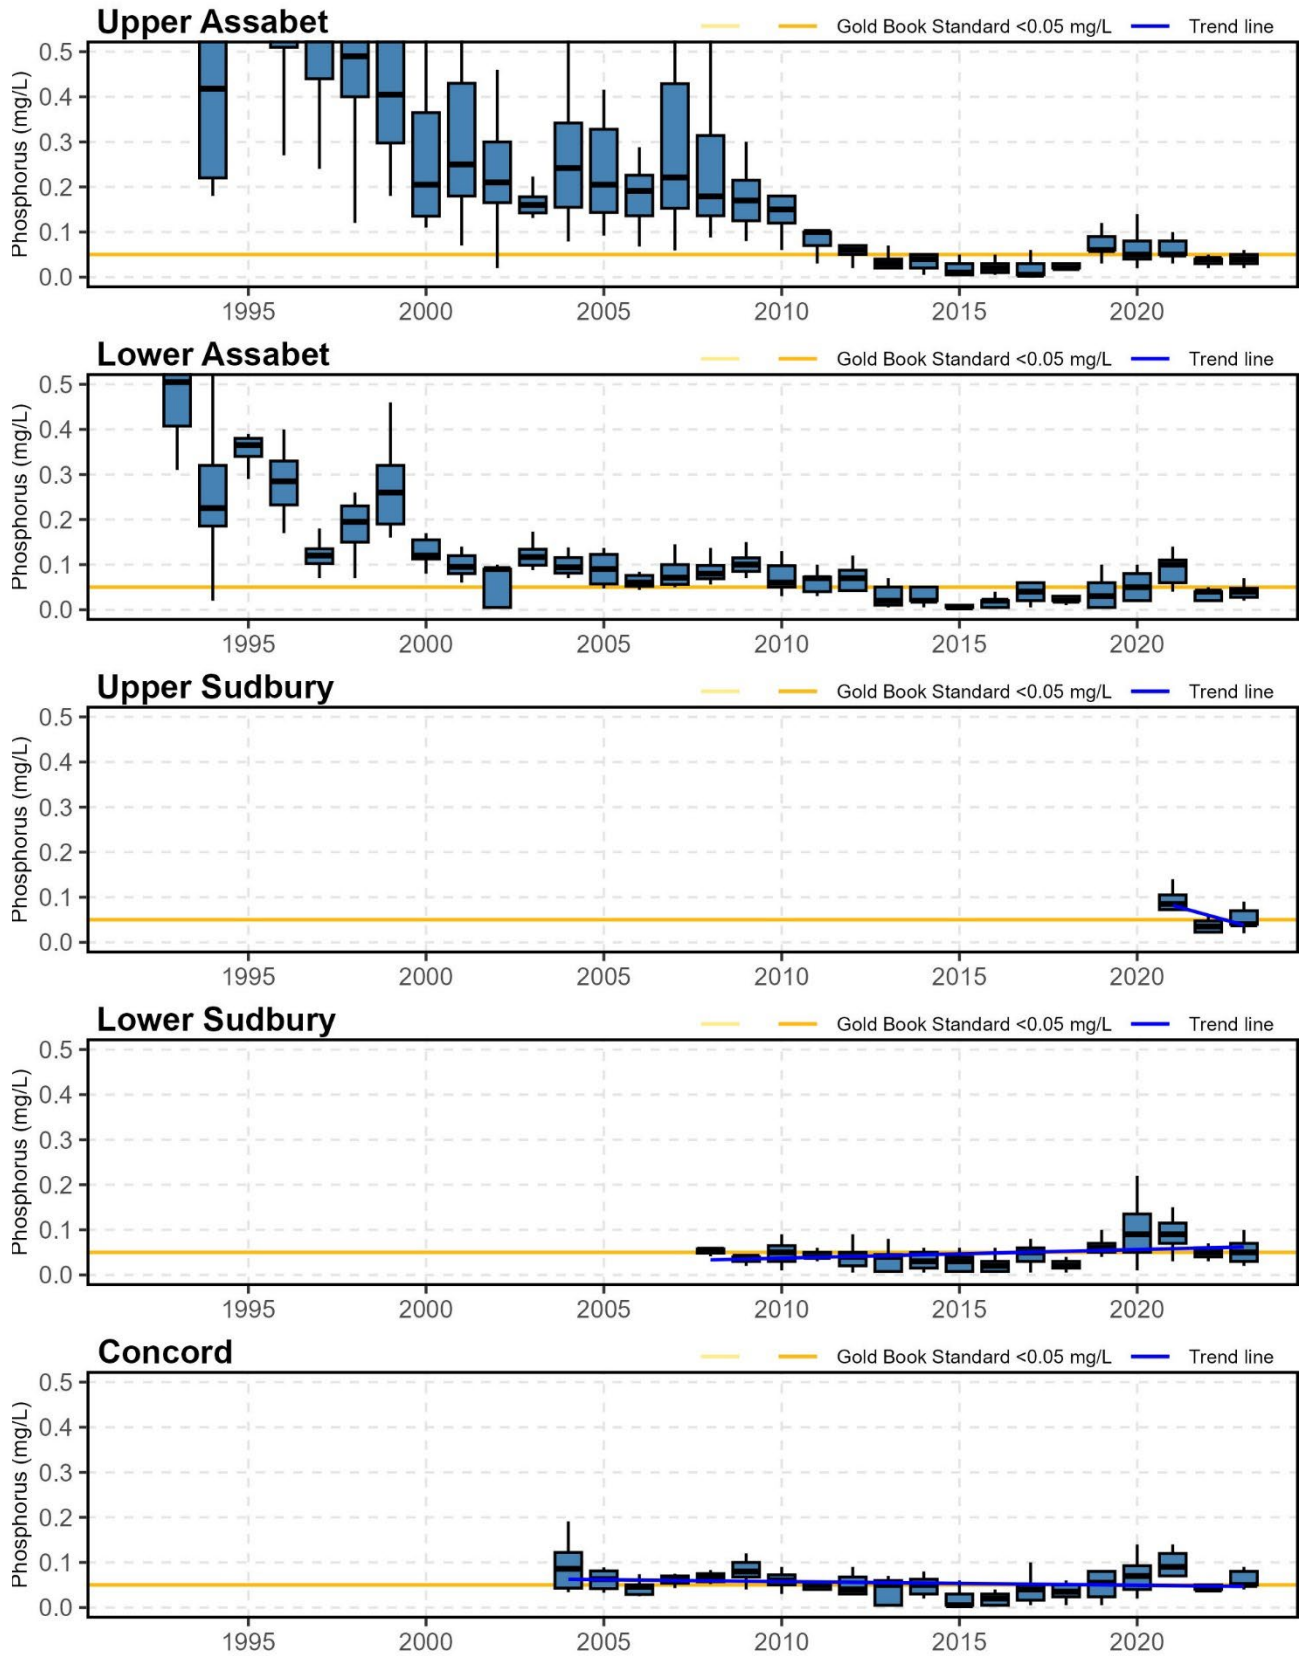 Upper Assabet
Gold Book Standard <0.05 mg/L Trend line
Phosphorus (mg/L)
0.5
0.4
0.3
0.2
0.1
0.0
1995 2000 2005 2010 2015 2020
Lower Assabet
Gold Book Standard <0.05 mg/L Trend line
Phosphorus (mg/L)
0.5
0.4
0.3
0.2
0.1
0.0
1995 2000 2005 2010 2015 2020
Upper Sudbury
Gold Book Standard <0.05 mg/L Trend line
Phosphorus (mg/L)
0.5
0.4
0.3
0.2
0.1
0.0
1995 2000 2005 2010 2015 2020
Lower Sudbury
Gold Book Standard <0.05 mg/L Trend line
Phosphorus (mg/L)
0.5
0.4
0.3
0.2
0.1
0.0
1995 2000 2005 2010 2015 2020
Concord
Gold Book Standard <0.05 mg/L Trend line
Phosphorus (mg/L)
0.5
0.4
0.3
0.2
0.1
0.0
1995 2000 2005 2010 2015 2020